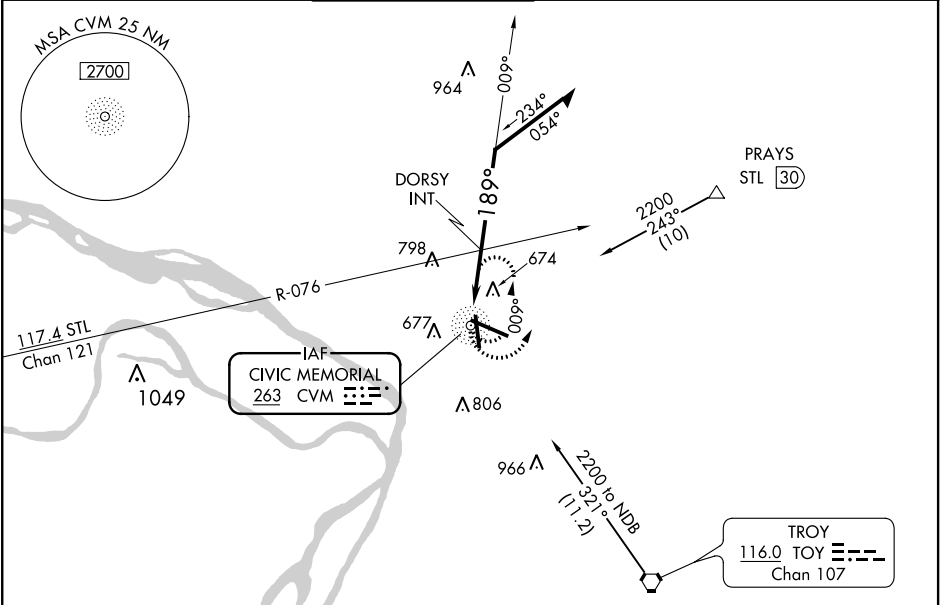 MSA CVM 25 NM
2700
964
009°
234°
054°
189°
DORSY
INT
PRAYS
STL 30
2200
243°
(10)
798
674
R-076
009°
677
117.4 STL
Chan 121
IAF
CIVIC MEMORIAL
263 CVM
1049
806
966
2200 to NDB
321°
(11.2)
TROY
116.0 TOY
Chan 107